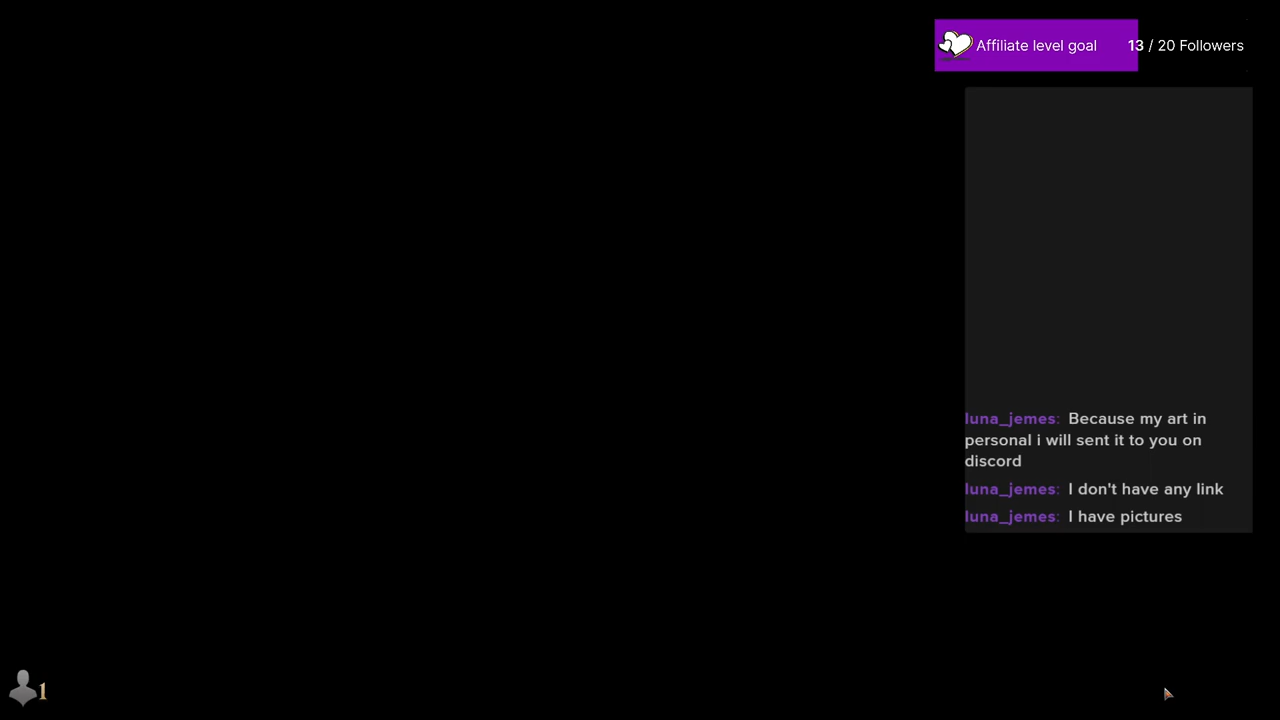 Affiliate level goal 13 / 20 Followers
luna_jemes: Because my art in
personal i will sent it to you on
discord
luna_jemes: I don't have any link
luna_jemes: I have pictures
1